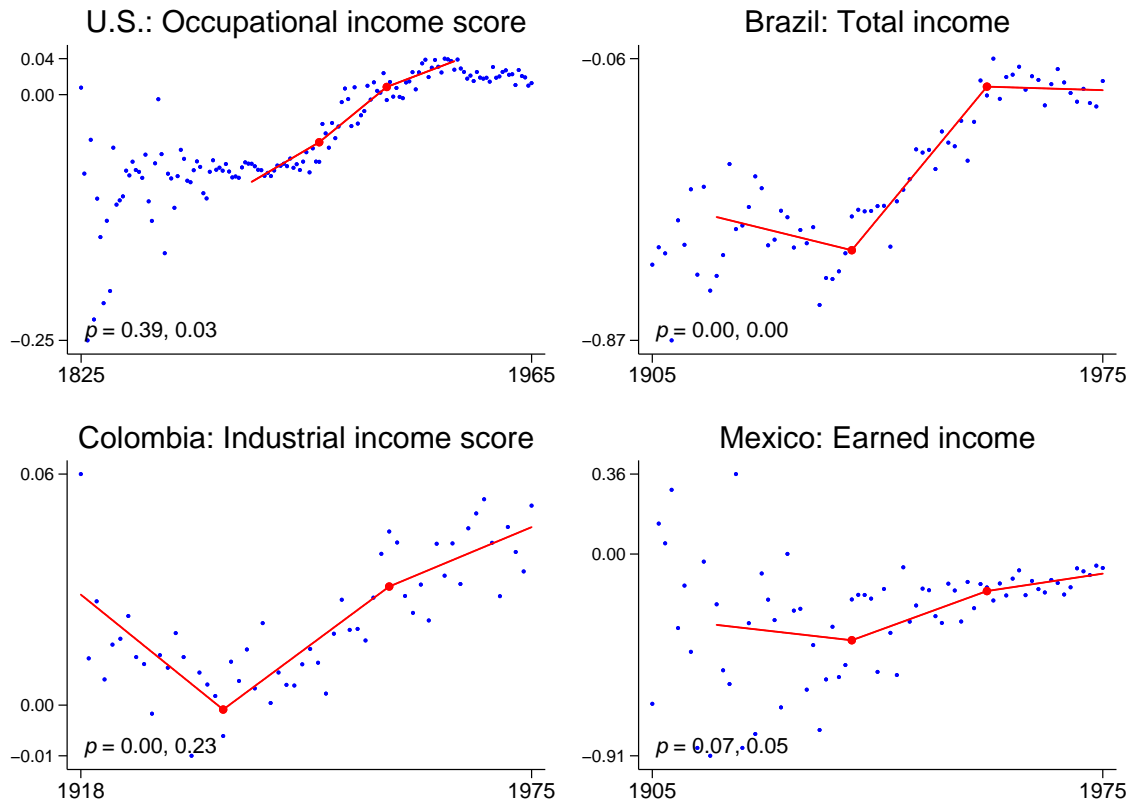 U.S.: Occupational income score
0.04
0.00
−0.25
p = 0.39, 0.03
1825
1965
Brazil: Total income
−0.06
−0.87
p = 0.00, 0.00
1905
1975
Colombia: Industrial income score
0.06
0.00
−0.01
p = 0.00, 0.23
1918
1975
Mexico: Earned income
0.36
0.00
−0.91
p = 0.07, 0.05
1905
1975